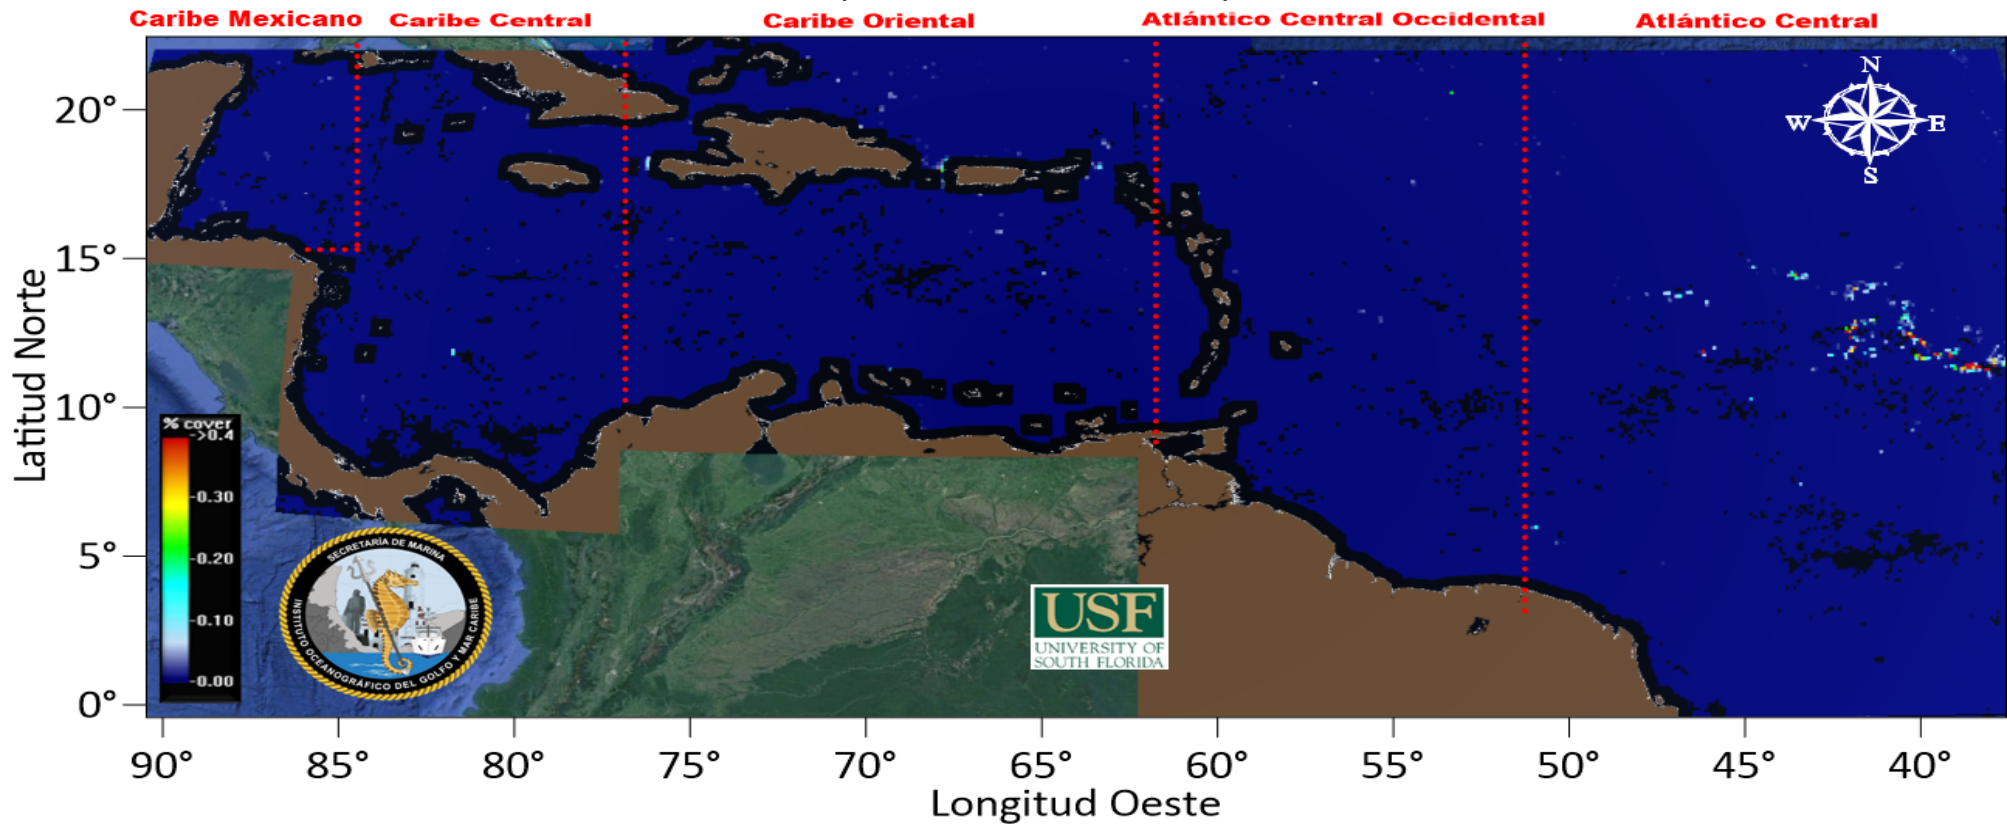 Caribe Mexicano
Caribe Central
Caribe Oriental
Atlántico Central Occidental
Atlántico Central
N
W
E
S
20°
15°
10°
5°
0°
Latitud Norte
% cover
->0.4
-0.30
-0.20
-0.10
-0.00
SECRETARÍA DE MARINA
INSTITUTO OCEANOGRÁFICO DEL GOLFO Y MAR CARIBE
USF
UNIVERSITY OF
SOUTH FLORIDA
90°
85°
80°
75°
70°
65°
60°
55°
50°
45°
40°
Longitud Oeste